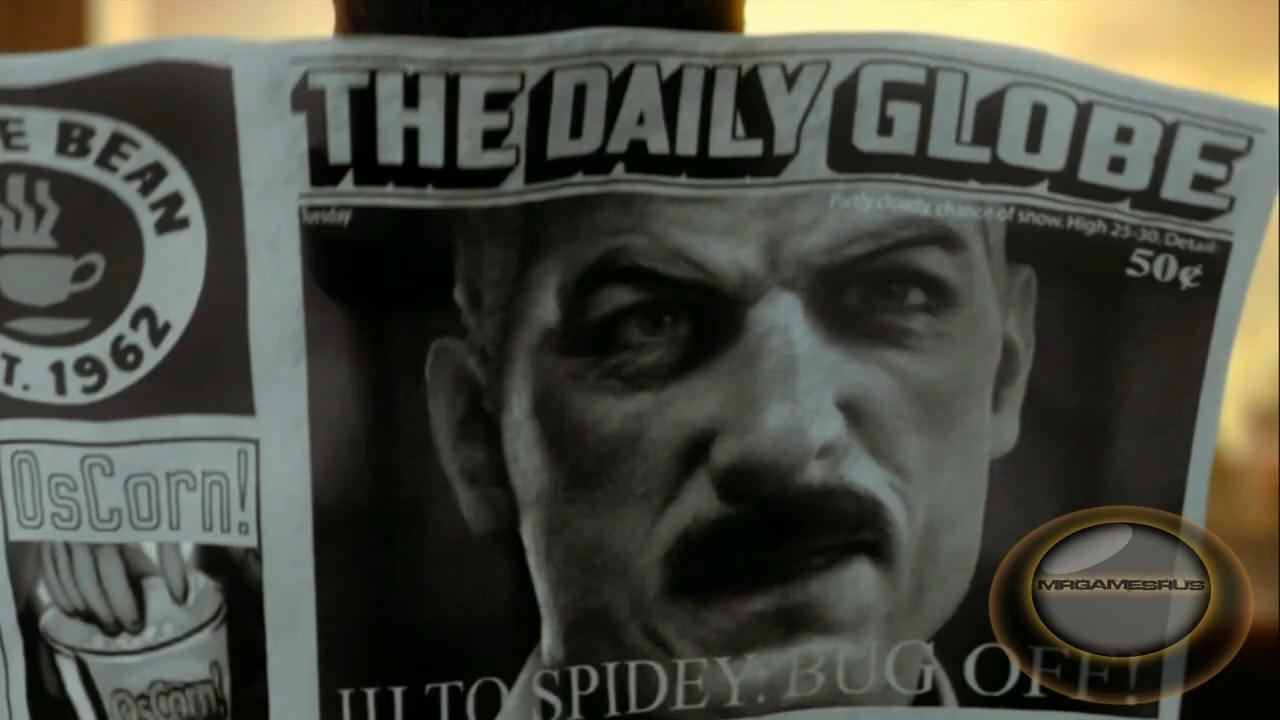 THE DAILY GLOBE
Tuesday
Partly cloudy, chance of snow. High 25-30. Detail
50¢
E BEAN
T. 1962
OsCorn!
OsCorn!
JJJ TO SPIDEY: BUG OFF!
MRGAMESRUS